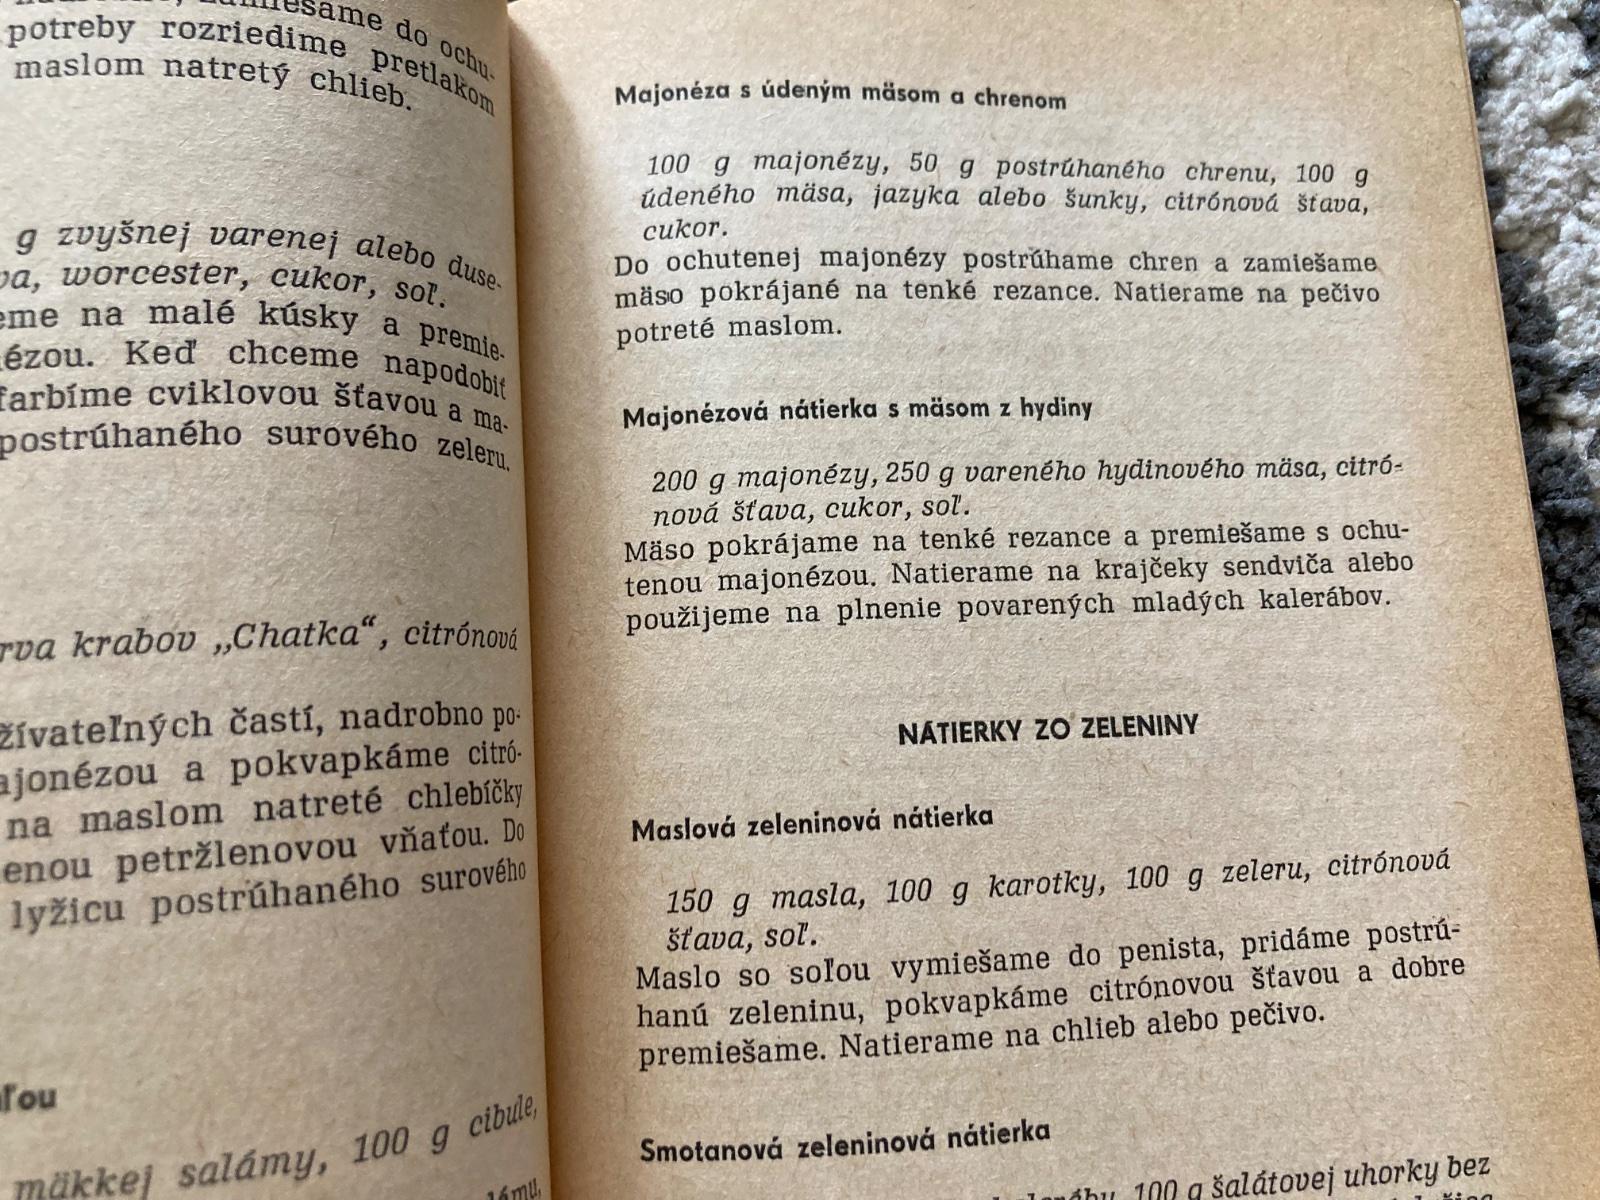 zamiešame do ochu-
potreby rozriedime pretlakom
maslom natretý chlieb.
g zvyšnej varenej alebo duse-
worcester, cukor, soľ.
na malé kúsky a premie-
Keď chceme napodobiť
farbíme cviklovou šťavou a ma-
postrúhaného surového zeleru.
krabov „Chatka“, citrónová
častí, nadrobno po-
a pokvapkáme citró-
na maslom natreté chlebíčky
petržlenovou vňaťou. Do
lyžicu postrúhaného surového
mäkkej salámy, 100 g cibule,
Majonéza s údeným mäsom a chrenom
100 g majonézy, 50 g postrúhaného chrenu, 100 g
údeného mäsa, jazyka alebo šunky, citrónová šťava,
cukor.
Do ochutenej majonézy postrúhame chren a zamiešame
mäso pokrájané na tenké rezance. Natierame na pečivo
potreté maslom.
Majonézová nátierka s mäsom z hydiny
200 g majonézy, 250 g vareného hydinového mäsa, citró-
nová šťava, cukor, soľ.
Mäso pokrájame na tenké rezance a premiešame s ochu-
tenou majonézou. Natierame na krajčeky sendviča alebo
použijeme na plnenie povarených mladých kalerábov.
NÁTIERKY ZO ZELENINY
Maslová zeleninová nátierka
150 g masla, 100 g karotky, 100 g zeleru, citrónová
šťava, soľ.
Maslo so soľou vymiešame do penista, pridáme postrú-
hanú zeleninu, pokvapkáme citrónovou šťavou a dobre
premiešame. Natierame na chlieb alebo pečivo.
Smotanová zeleninová nátierka
100 g šalátovej uhorky bez